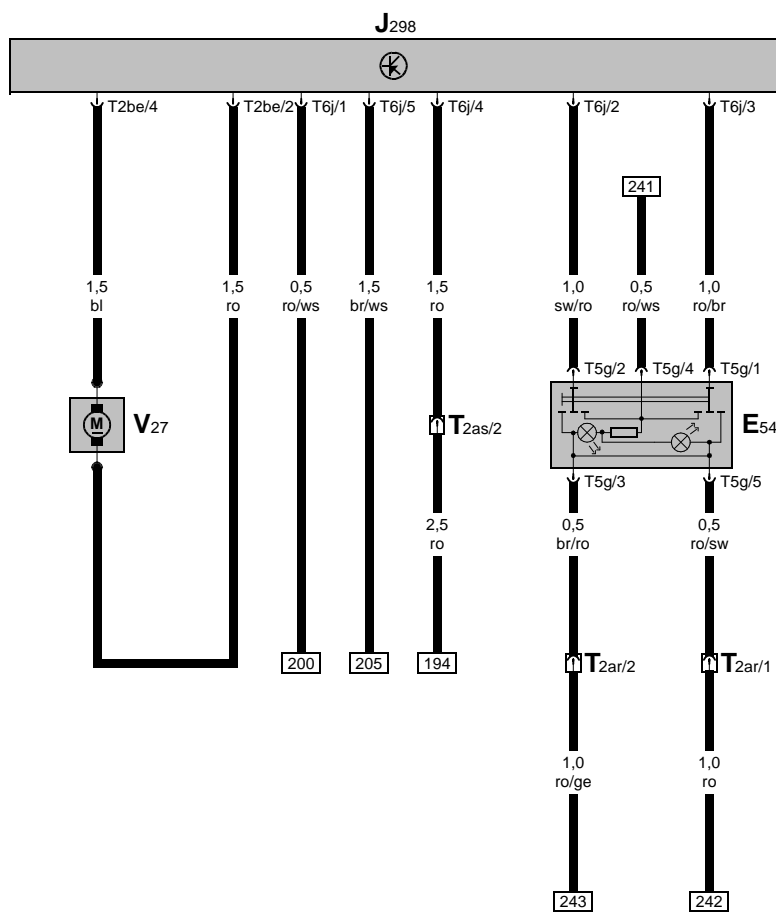 J298
T2be/4 T2be/2 T6j/1 T6j/5 T6j/4 T6j/2 T6j/3
241
1,5 1,5 0,5 1,5 1,5 1,0 0,5 1,0
bl ro ro/ws br/ws ro sw/ro ro/ws ro/br
T5g/2 T5g/4 T5g/1
M V27 T2as/2 E54
T5g/3 T5g/5
2,5 0,5 0,5
ro br/ro ro/sw
200 205 194 T2ar/2 T2ar/1
1,0 1,0
ro/ge ro
243 242